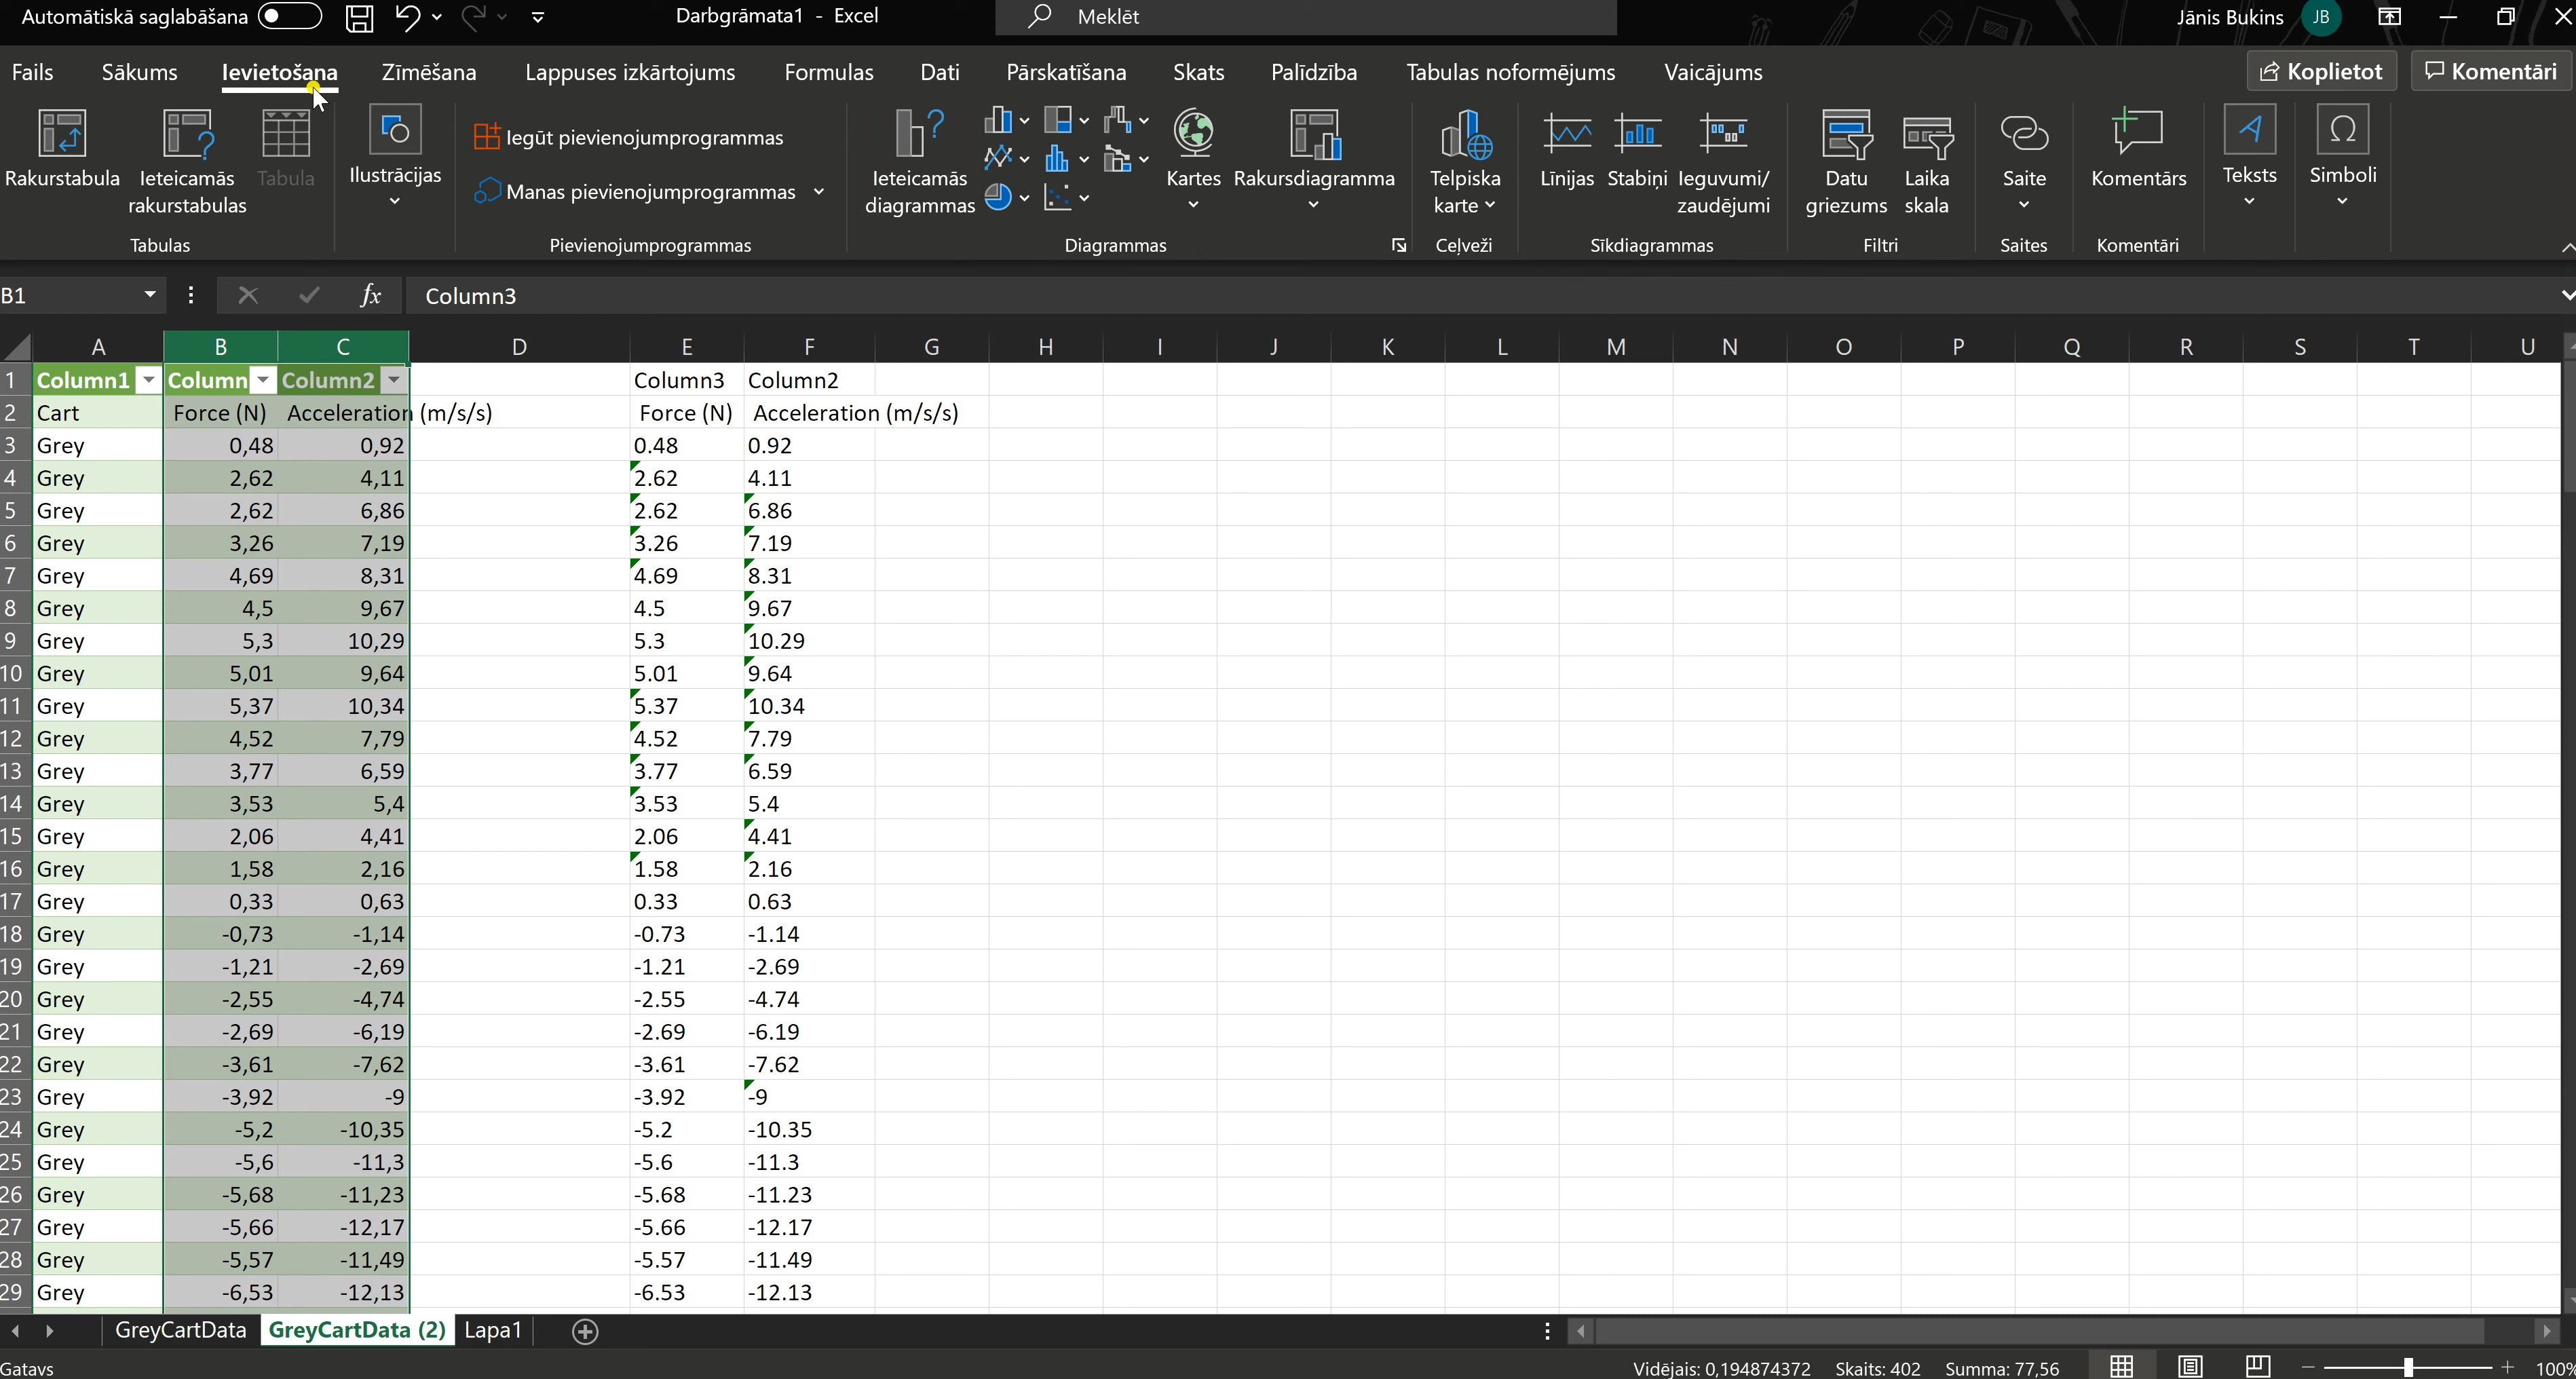 Automātiskā saglabāšana Darbgrāmata1 - Excel Meklēt Jānis Bukins JB
Fails Sākums Ievietošana Zīmēšana Lappuses izkārtojums Formulas Dati Pārskatīšana Skats Palīdzība Tabulas noformējums Vaicājums Koplietot Komentāri
Rakurstabula Ieteicamās rakurstabulas Tabula
Tabulas
Ilustrācijas
Iegūt pievienojumprogrammas
Manas pievienojumprogrammas
Pievienojumprogrammas
Ieteicamās diagrammas Kartes Rakursdiagramma
Diagrammas
Telpiska karte
Ceļveži
Līnijas Stabiņi Ieguvumi/ zaudējumi
Sīkdiagrammas
Datu griezums Laika skala
Filtri
Saite
Saites
Komentārs
Komentāri
Teksts
Simboli
B1 fx Column3
A B C D E F G H I J K L M N O P Q R S T U
1 Column1 Column Column2 Column3 Column2
2 Cart Force (N) Acceleration (m/s/s) Force (N) Acceleration (m/s/s)
3 Grey 0,48 0,92 0.48 0.92
4 Grey 2,62 4,11 2.62 4.11
5 Grey 2,62 6,86 2.62 6.86
6 Grey 3,26 7,19 3.26 7.19
7 Grey 4,69 8,31 4.69 8.31
8 Grey 4,5 9,67 4.5 9.67
9 Grey 5,3 10,29 5.3 10.29
10 Grey 5,01 9,64 5.01 9.64
11 Grey 5,37 10,34 5.37 10.34
12 Grey 4,52 7,79 4.52 7.79
13 Grey 3,77 6,59 3.77 6.59
14 Grey 3,53 5,4 3.53 5.4
15 Grey 2,06 4,41 2.06 4.41
16 Grey 1,58 2,16 1.58 2.16
17 Grey 0,33 0,63 0.33 0.63
18 Grey -0,73 -1,14 -0.73 -1.14
19 Grey -1,21 -2,69 -1.21 -2.69
20 Grey -2,55 -4,74 -2.55 -4.74
21 Grey -2,69 -6,19 -2.69 -6.19
22 Grey -3,61 -7,62 -3.61 -7.62
23 Grey -3,92 -9 -3.92 -9
24 Grey -5,2 -10,35 -5.2 -10.35
25 Grey -5,6 -11,3 -5.6 -11.3
26 Grey -5,68 -11,23 -5.68 -11.23
27 Grey -5,66 -12,17 -5.66 -12.17
28 Grey -5,57 -11,49 -5.57 -11.49
29 Grey -6,53 -12,13 -6.53 -12.13
GreyCartData GreyCartData (2) Lapa1
Gatavs Vidējais: 0,194874372 Skaits: 402 Summa: 77,56 100%